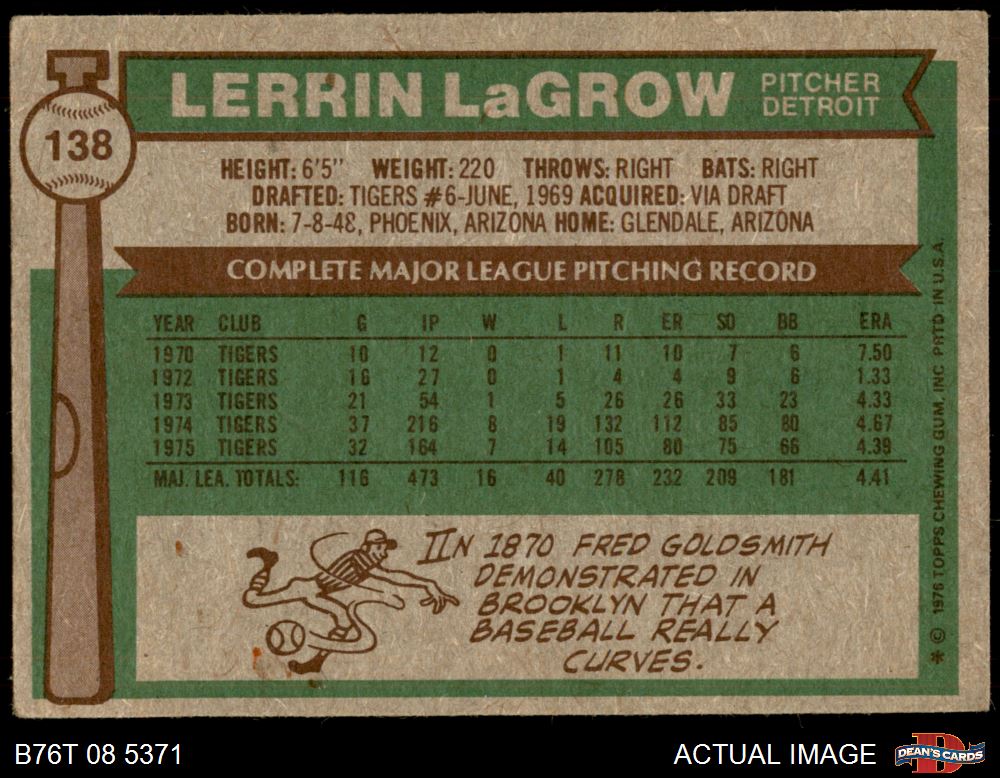 138
LERRIN LaGROW
PITCHER
DETROIT
HEIGHT: 6'5" WEIGHT: 220 THROWS: RIGHT BATS: RIGHT
DRAFTED: TIGERS #6-JUNE, 1969 ACQUIRED: VIA DRAFT
BORN: 7-8-48, PHOENIX, ARIZONA HOME: GLENDALE, ARIZONA
COMPLETE MAJOR LEAGUE PITCHING RECORD
YEAR CLUB G IP W L R ER SO BB ERA
1970 TIGERS 10 12 0 1 11 10 7 6 7.50
1972 TIGERS 16 27 0 1 4 4 9 6 1.33
1973 TIGERS 21 54 1 5 26 26 33 23 4.33
1974 TIGERS 37 216 8 19 132 112 85 80 4.67
1975 TIGERS 32 164 7 14 105 80 75 66 4.39
MAJ. LEA. TOTALS: 116 473 16 40 278 232 209 181 4.41
IN 1870 FRED GOLDSMITH
DEMONSTRATED IN
BROOKLYN THAT A
BASEBALL REALLY
CURVES.
* © 1976 TOPPS CHEWING GUM, INC PRTD IN U.S.A.
B76T 08 5371
ACTUAL IMAGE
DEAN'S CARDS